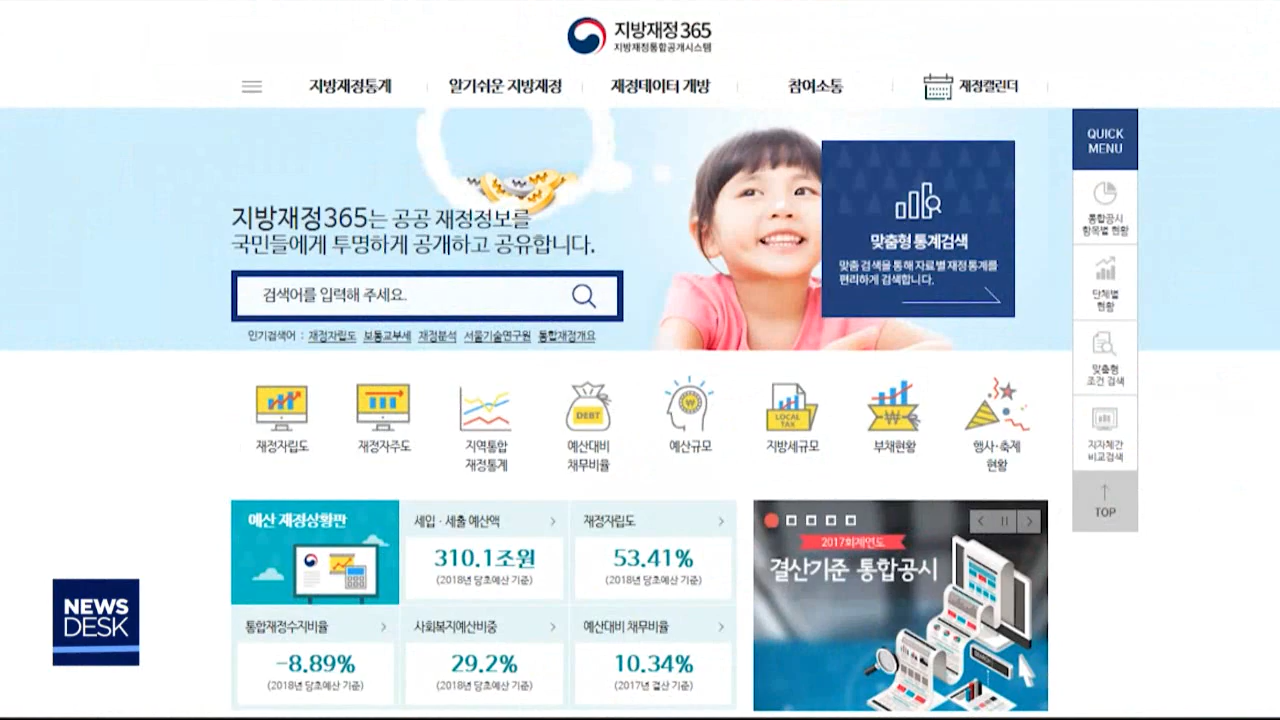 지방재정365
지방재정통합공개시스템
지방재정통계
알기쉬운 지방재정
재정데이터 개방
참여소통
재정캘린더
지방재정365는 공공 재정정보를
국민들에게 투명하게 공개하고 공유합니다.
검색어를 입력해 주세요.
인기검색어 : 재정자립도 보통교부세 재정분석 서울기술연구원 통합재정개요
맞춤형 통계검색
맞춤 검색을 통해 자료별 재정통계를
편리하게 검색합니다.
QUICK
MENU
통합공시
항목별 현황
단체별
현황
맞춤형
조건 검색
지자체간
비교검색
TOP
재정자립도
재정자주도
지역통합
재정통계
DEBT
예산대비
채무비율
예산규모
LOCAL
TAX
지방세규모
부채현황
행사·축제
현황
예산 재정상황판
세입 · 세출 예산액
310.1조원
(2018년 당초예산 기준)
재정자립도
53.41%
(2018년 당초예산 기준)
통합재정수지비율
-8.89%
(2018년 당초예산 기준)
사회복지예산비중
29.2%
(2018년 당초예산 기준)
예산대비 채무비율
10.34%
(2017년 결산 기준)
2017회계연도
결산기준 통합공시
SEARCH
NEWS
DESK